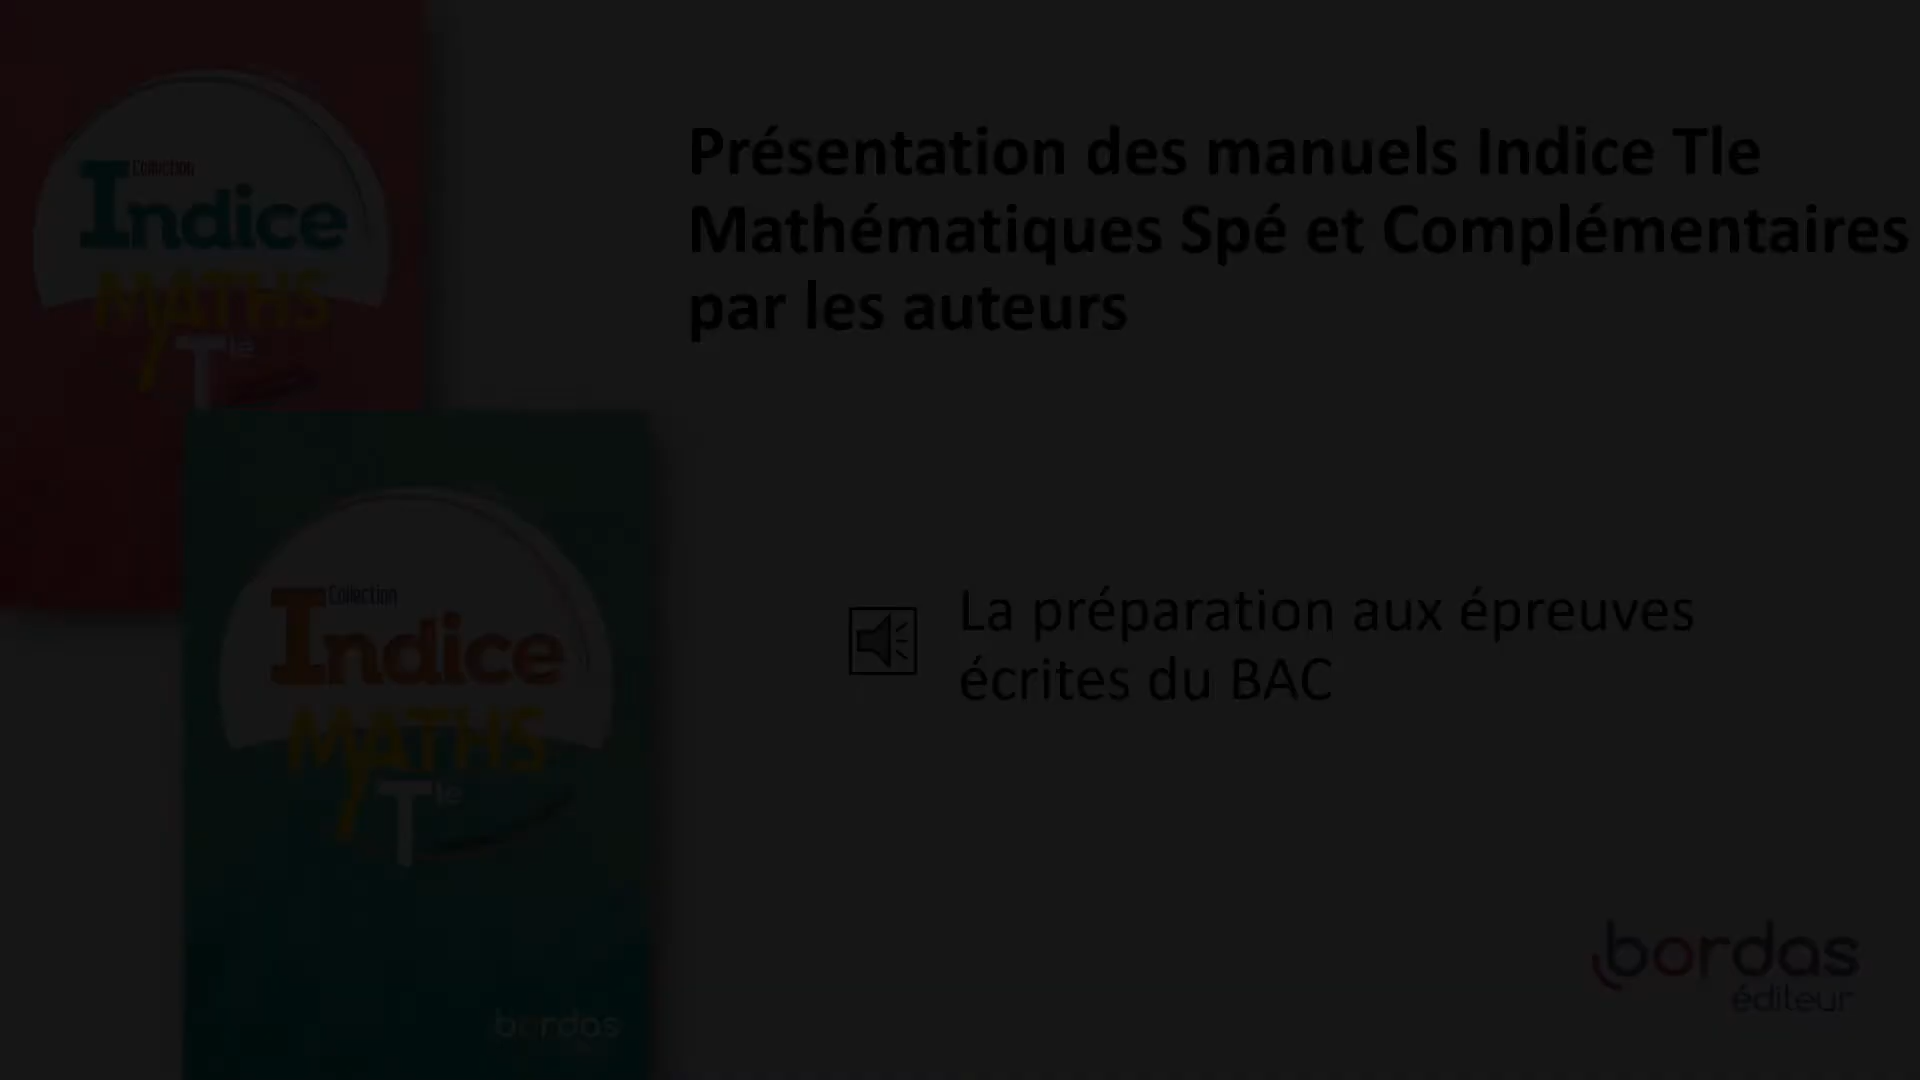 Collection
Indice
MATHS
Tle
Présentation des manuels Indice Tle
Mathématiques Spé et Complémentaires
par les auteurs
Collection
Indice
MATHS
Tle
bordas
La préparation aux épreuves
écrites du BAC
bordas
éditeur